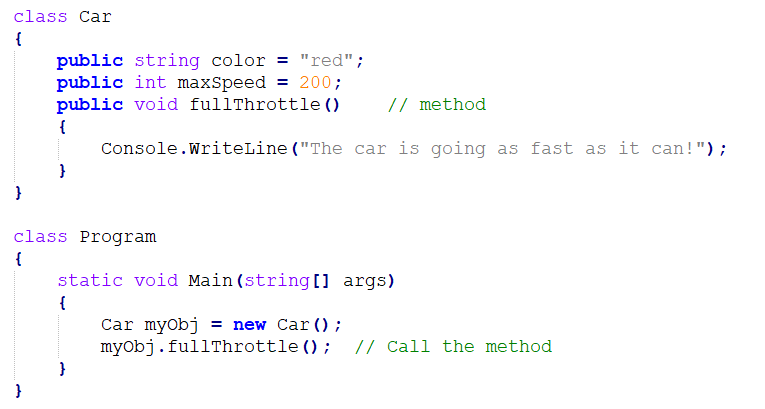 class Car
{
    public string color = "red";
    public int maxSpeed = 200;
    public void fullThrottle()    // method
    {
        Console.WriteLine("The car is going as fast as it can!");
    }
}

class Program
{
    static void Main(string[] args)
    {
        Car myObj = new Car();
        myObj.fullThrottle();  // Call the method
    }
}